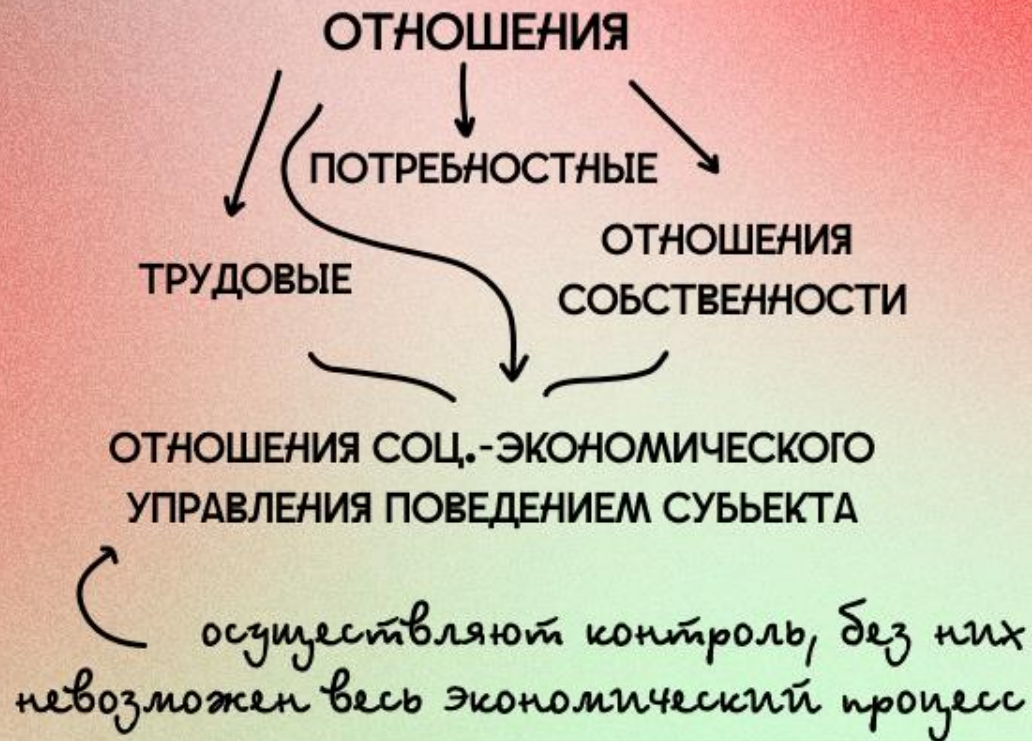 ОТНОШЕНИЯ
ПОТРЕБНОСТНЫЕ
ОТНОШЕНИЯ
СОБСТВЕННОСТИ
ТРУДОВЫЕ
ОТНОШЕНИЯ СОЦ.-ЭКОНОМИЧЕСКОГО
УПРАВЛЕНИЯ ПОВЕДЕНИЕМ СУБЬЕКТА
осуществляют контроль, без них
невозможен весь экономический процесс